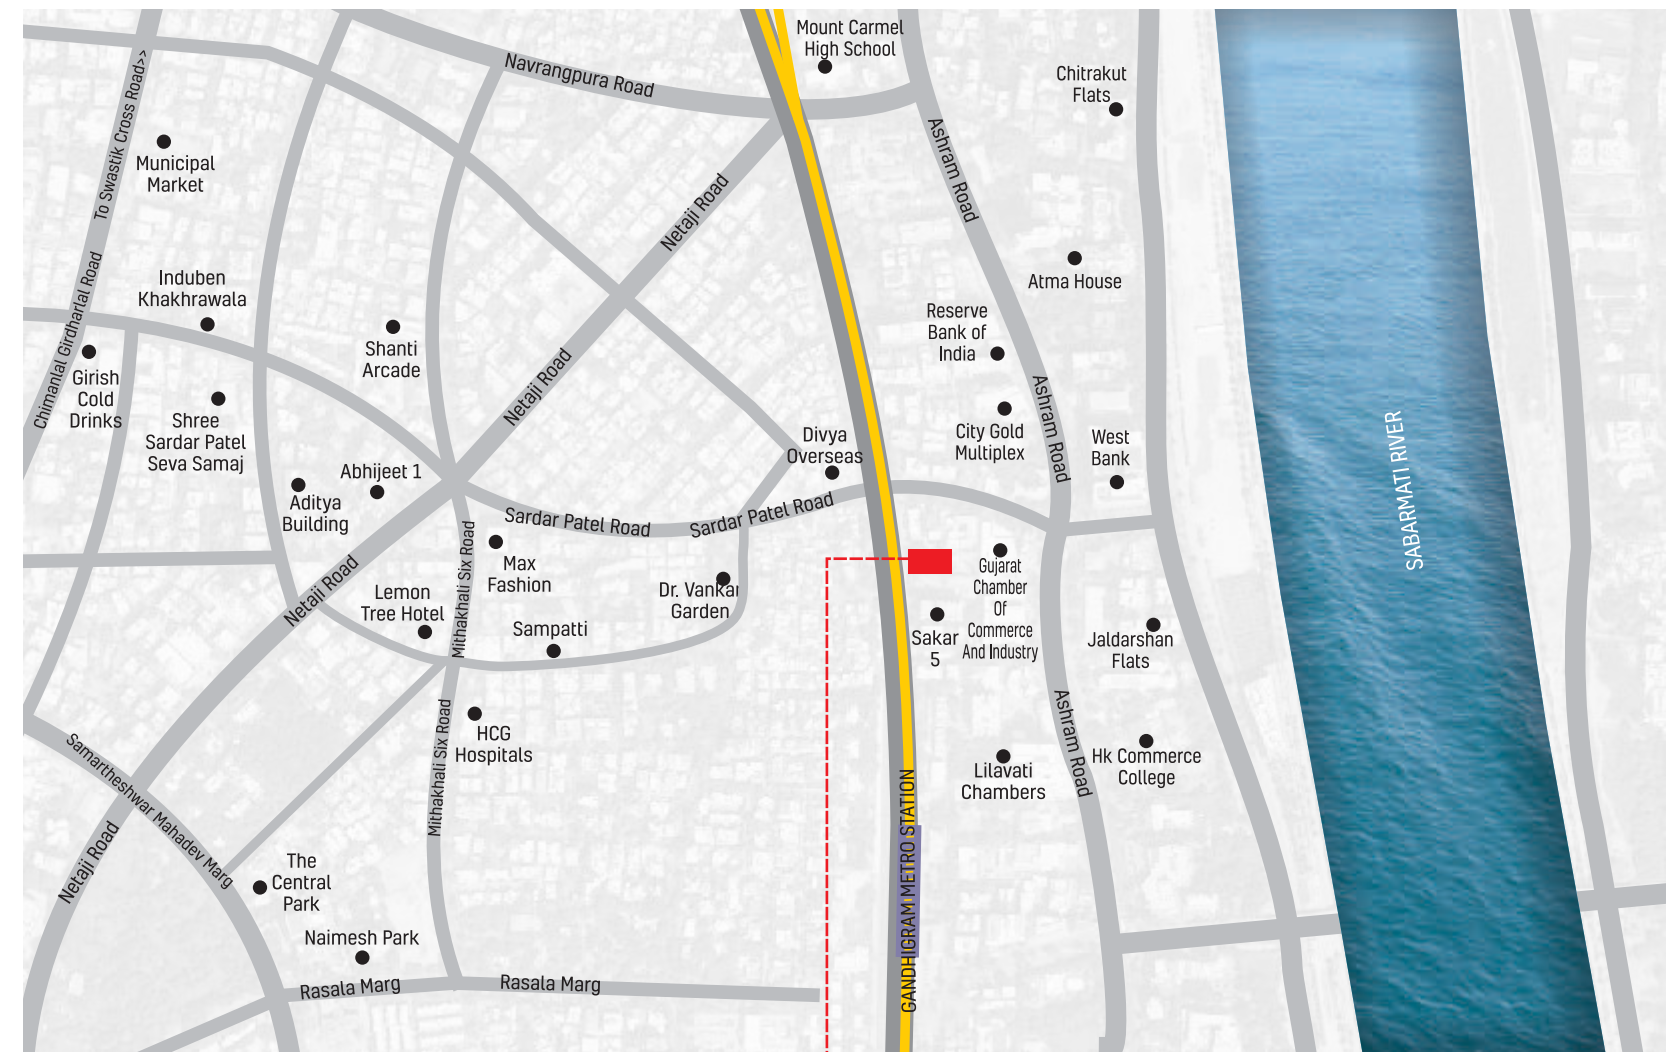 Mount Carmel
High School
Navrangpura Road
Chitrakut
Flats
To Swastik Cross Road>>
Ashram Road
Municipal
Market
Netaji Road
Atma House
Induben
Khakhrawala
Chimanlal Girdharlal Road
Reserve
Bank of
India
Shanti
Arcade
Netaji Road
Girish
Cold
Drinks
Ashram Road
Shree
Sardar Patel
Seva Samaj
City Gold
Multiplex
Divya
Overseas
West
Bank
SABARMATI RIVER
Abhijeet 1
Aditya
Building
Sardar Patel Road
Sardar Patel Road
Mithakhali Six Road
Max
Fashion
Netaji Road
Lemon
Tree Hotel
Dr. Vankar
Garden
Gujarat
Chamber
Of
Commerce
And Industry
Sampatti
Sakar
5
Jaldarshan
Flats
Ashram Road
Mithakhali Six Road
HCG
Hospitals
Samartheshwar Mahadev Marg
Hk Commerce
College
Lilavati
Chambers
GANDHIGRAM METRO STATION
Netaji Road
The
Central
Park
Naimesh Park
Rasala Marg
Rasala Marg